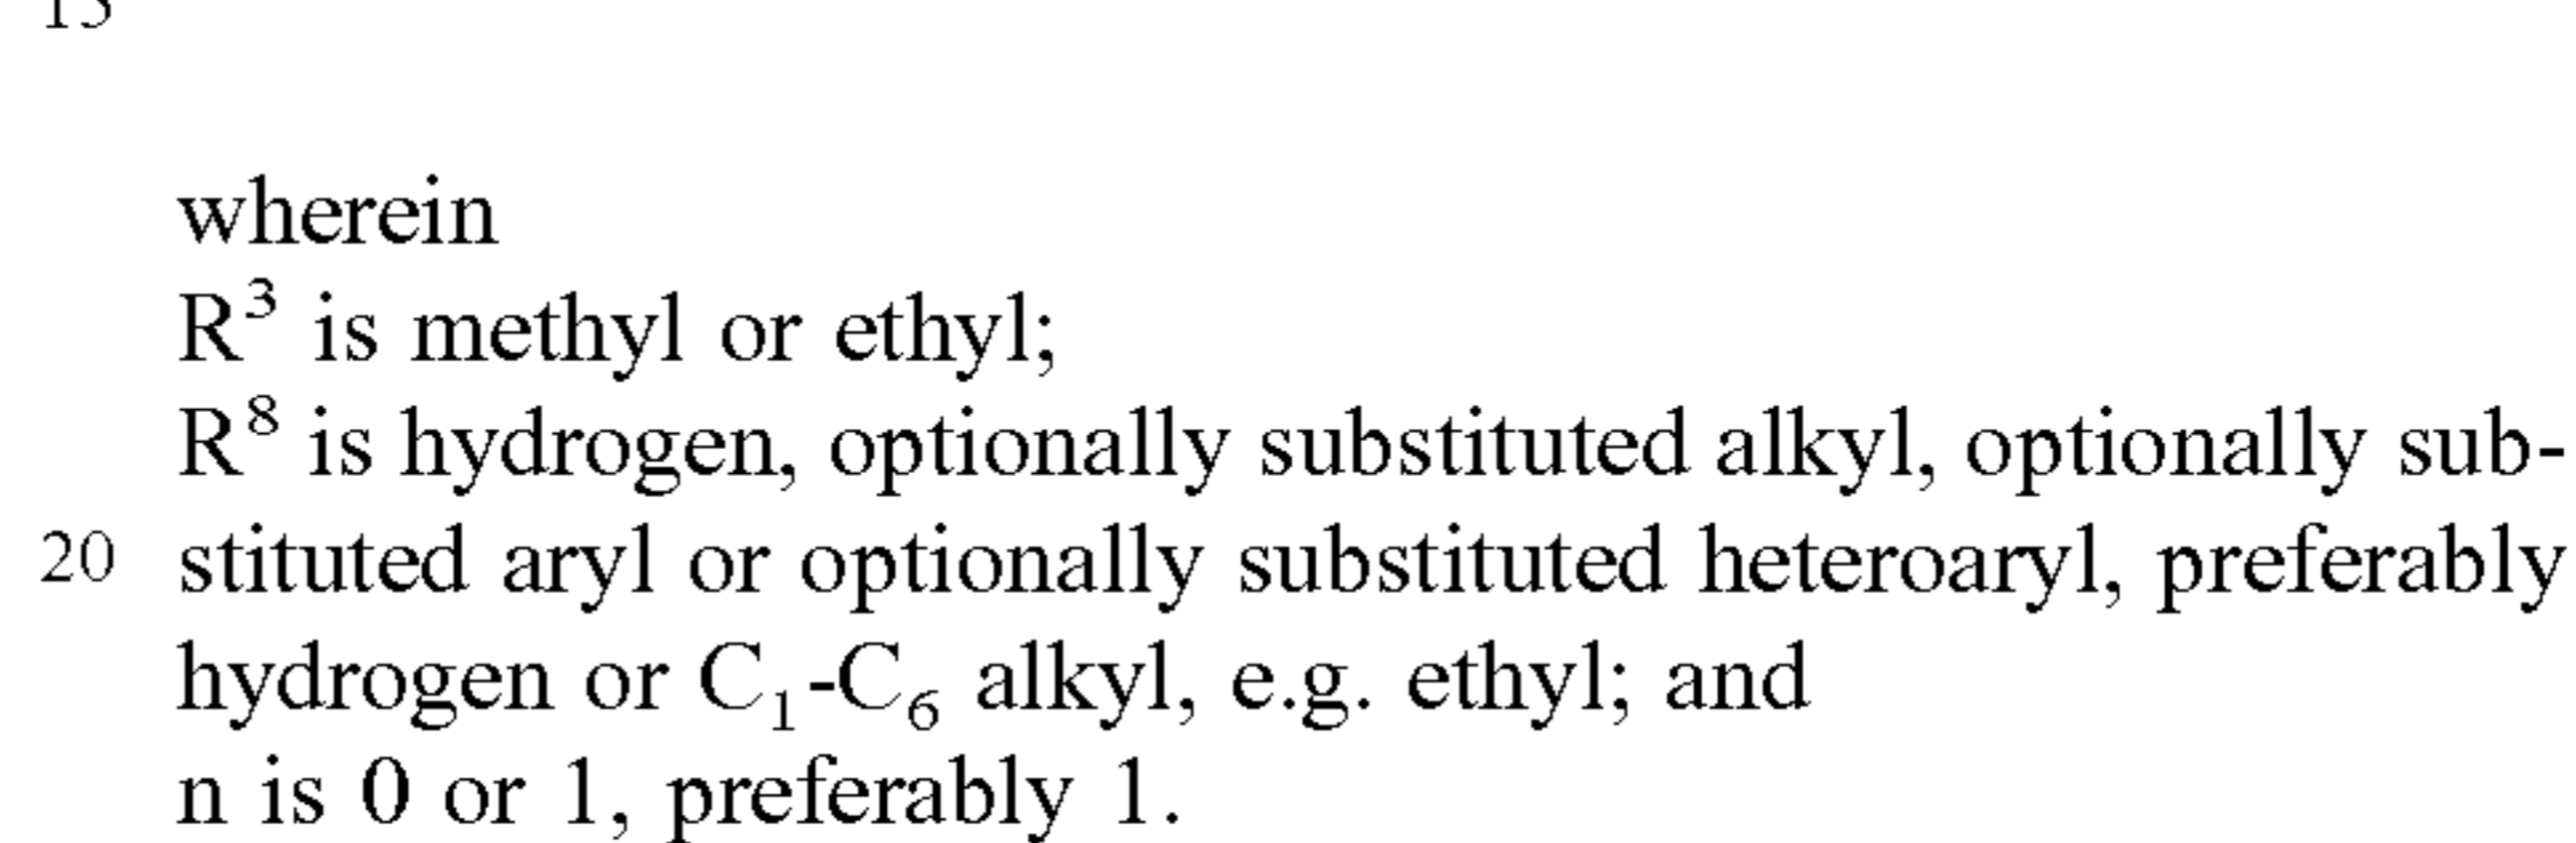 15
wherein
R³ is methyl or ethyl;
R⁸ is hydrogen, optionally substituted alkyl, optionally sub-
20 stituted aryl or optionally substituted heteroaryl, preferably
hydrogen or C₁-C₆ alkyl, e.g. ethyl; and
n is 0 or 1, preferably 1.